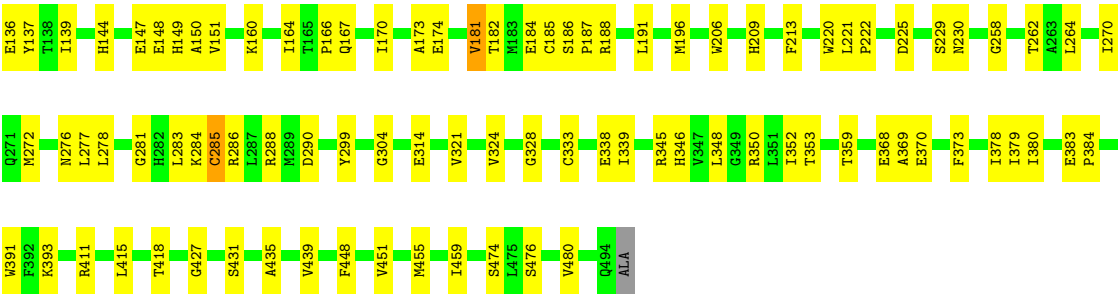 E136 Y137 T138 I139 H144 E147 E148 H149 A150 V151 K160 I164 T165 P166 Q167 I170 A173 E174 V181 T182 M183 E184 C185 S186 P187 R188 L191 M196 W206 H209 F213 W220 L221 P222 D225 S229 N230 G258 T262 A263 L264 I270
Q271 M272 N276 L277 L278 G281 H282 L283 K284 C285 R286 L287 R288 M289 D290 Y299 G304 E314 V321 V324 G328 C333 E338 I339 R345 H346 V347 L348 G349 R350 L351 I352 T353 T359 E368 A369 E370 F373 I378 I379 I380 E383 P384
W391 F392 K393 R411 L415 T418 G427 S431 A435 V439 F448 V451 M455 I459 S474 L475 S476 V480 Q494 ALA